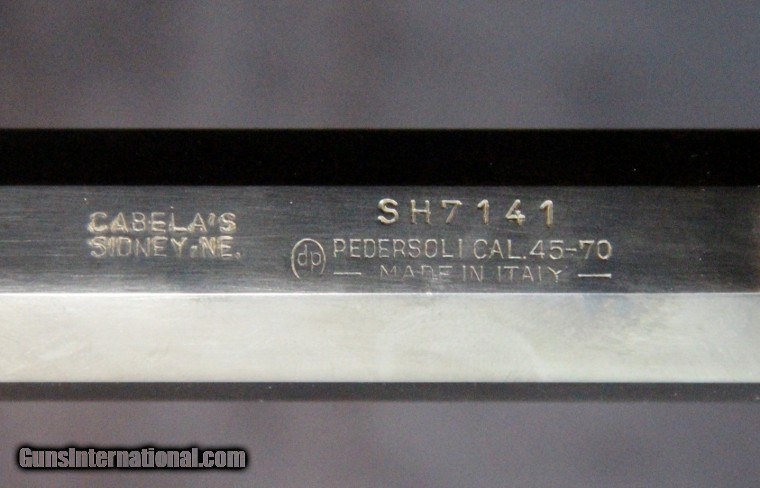 CABELA'S
SIDNEY, NE.
SH7141
dp PEDERSOLI CAL.45-70
— MADE IN ITALY —
GunsInternational.com